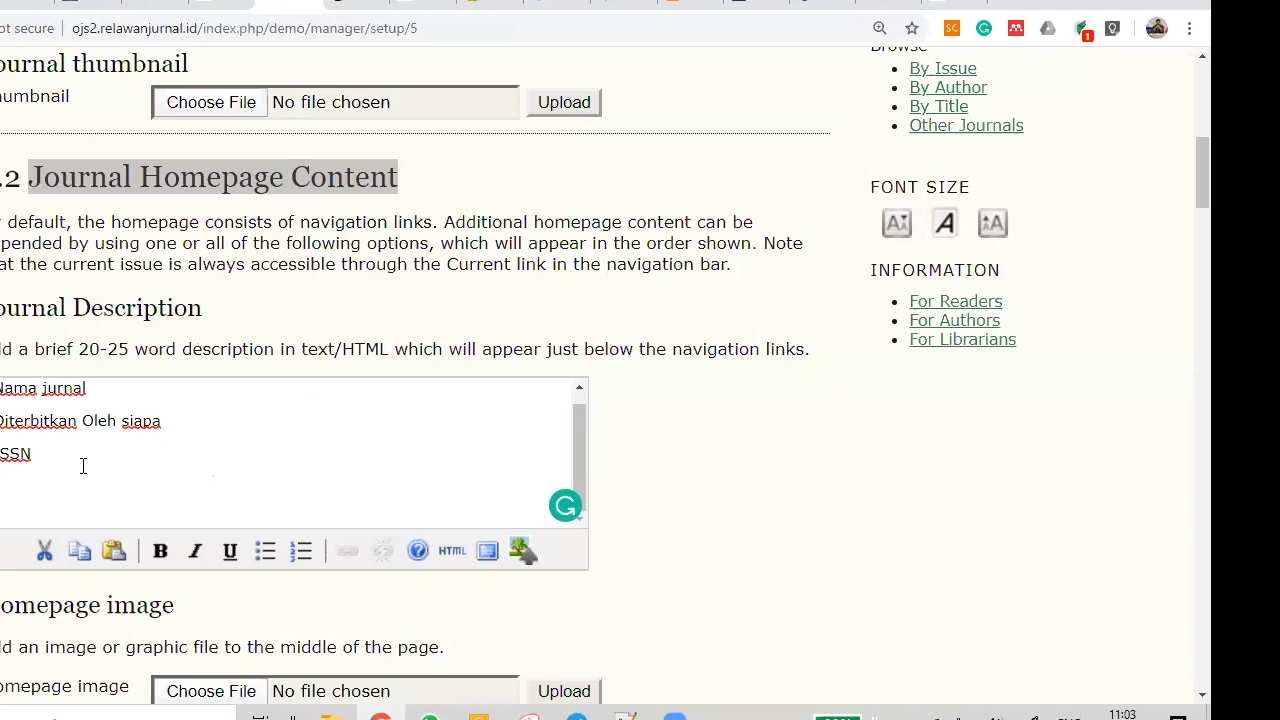 ot secure | ojs2.relawanjurnal.id/index.php/demo/manager/setup/5
SC
1
ournal thumbnail
humbnail
Choose File No file chosen Upload
.2 Journal Homepage Content
default, the homepage consists of navigation links. Additional homepage content can be
pended by using one or all of the following options, which will appear in the order shown. Note
at the current issue is always accessible through the Current link in the navigation bar.
ournal Description
d a brief 20-25 word description in text/HTML which will appear just below the navigation links.
Nama jurnal
Diterbitkan Oleh siapa
ISSN
B I U HTML
omepage image
d an image or graphic file to the middle of the page.
omepage image
Choose File No file chosen Upload
Browse
By Issue
By Author
By Title
Other Journals
FONT SIZE
INFORMATION
For Readers
For Authors
For Librarians
11:03